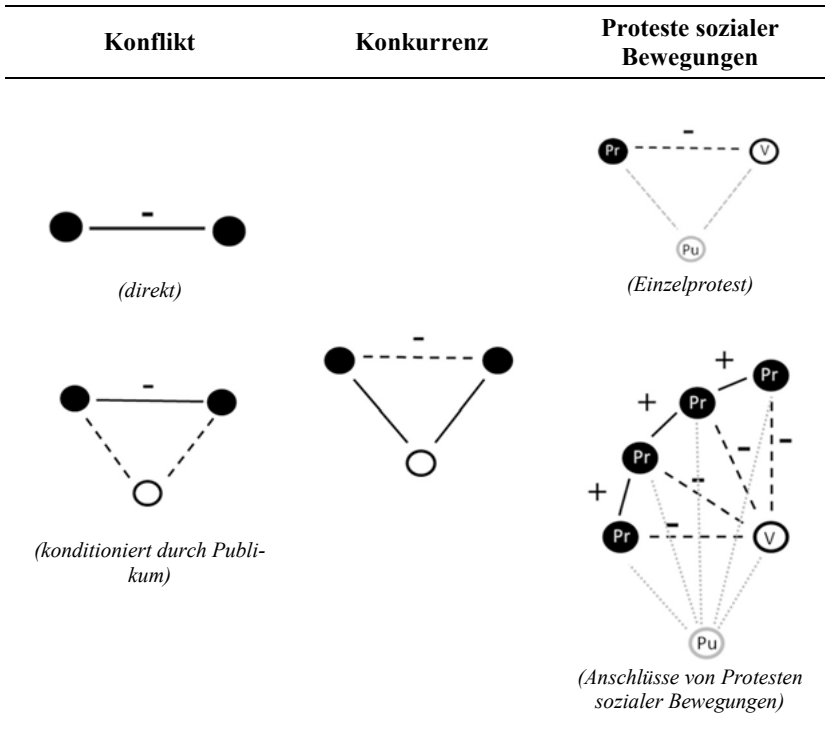 Konflikt
Konkurrenz
Proteste sozialer
Bewegungen
-
Pr
V
Pu
(Einzelprotest)
-
(direkt)
-
(konditioniert durch Publi-
kum)
-
+
Pr
+
Pr
-
-
Pr
-
+
-
Pr
V
Pu
(Anschlüsse von Protesten
sozialer Bewegungen)